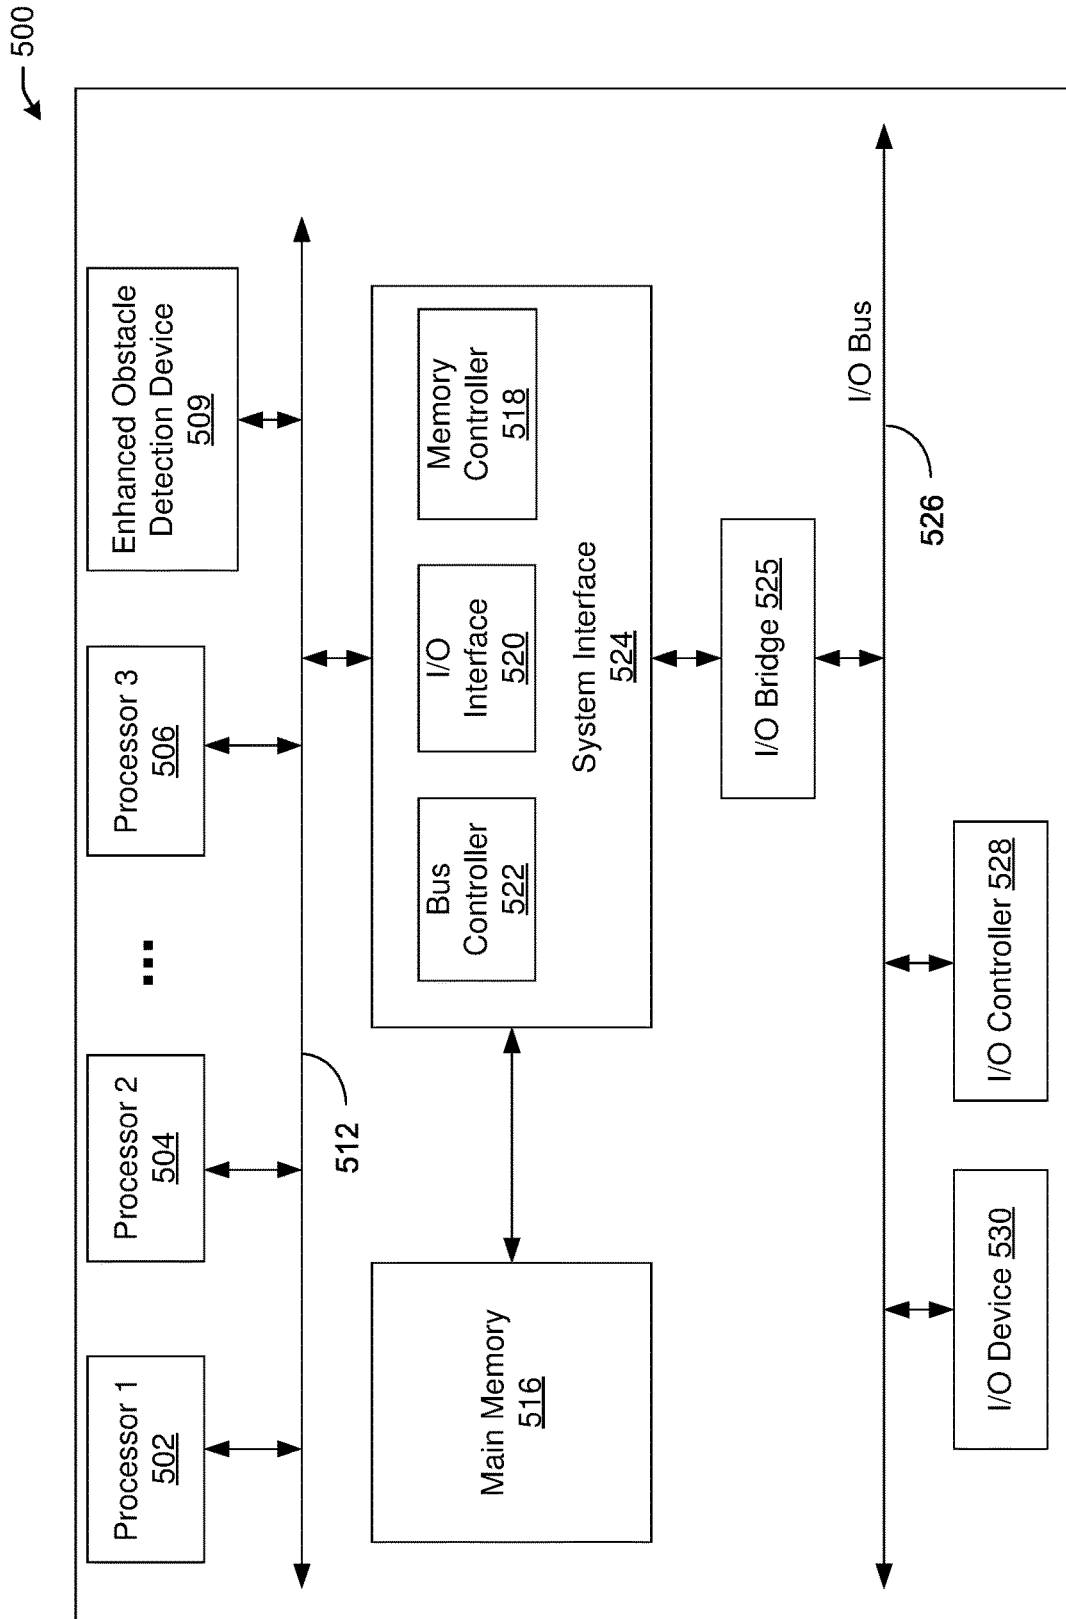 500
Processor 1
502
Processor 2
504
...
Processor 3
506
Enhanced Obstacle
Detection Device
509
512
Main Memory
516
Bus
Controller
522
I/O
Interface
520
Memory
Controller
518
System Interface
524
I/O Bridge 525
I/O Bus
526
I/O Device 530
I/O Controller 528